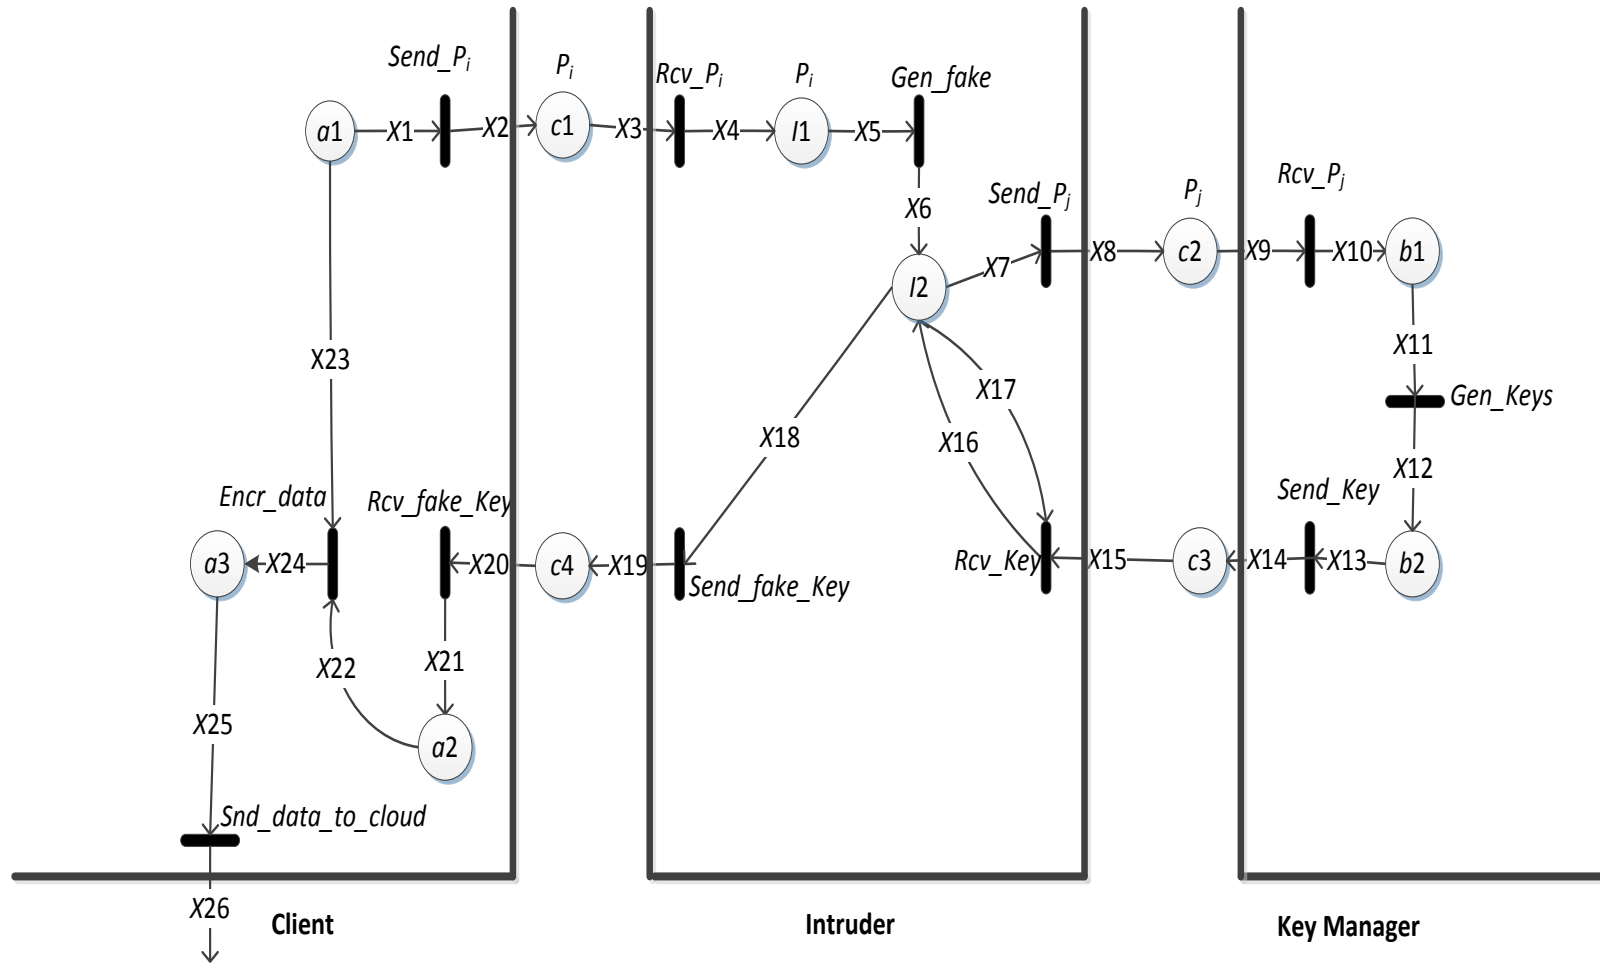 Send_Pi
Pi
Rcv_Pi
Pi
Gen_fake
a1
X1
X2
c1
X3
X4
I1
X5
X6
Send_Pj
Pj
Rcv_Pj
I2
X7
X8
c2
X9
X10
b1
X23
X17
X11
Gen_Keys
X18
X16
X12
Encr_data
Rcv_fake_Key
Send_Key
a3
X24
X20
c4
X19
Send_fake_Key
Rcv_Key
X15
c3
X14
X13
b2
X22
X21
X25
a2
Snd_data_to_cloud
X26
Client
Intruder
Key Manager